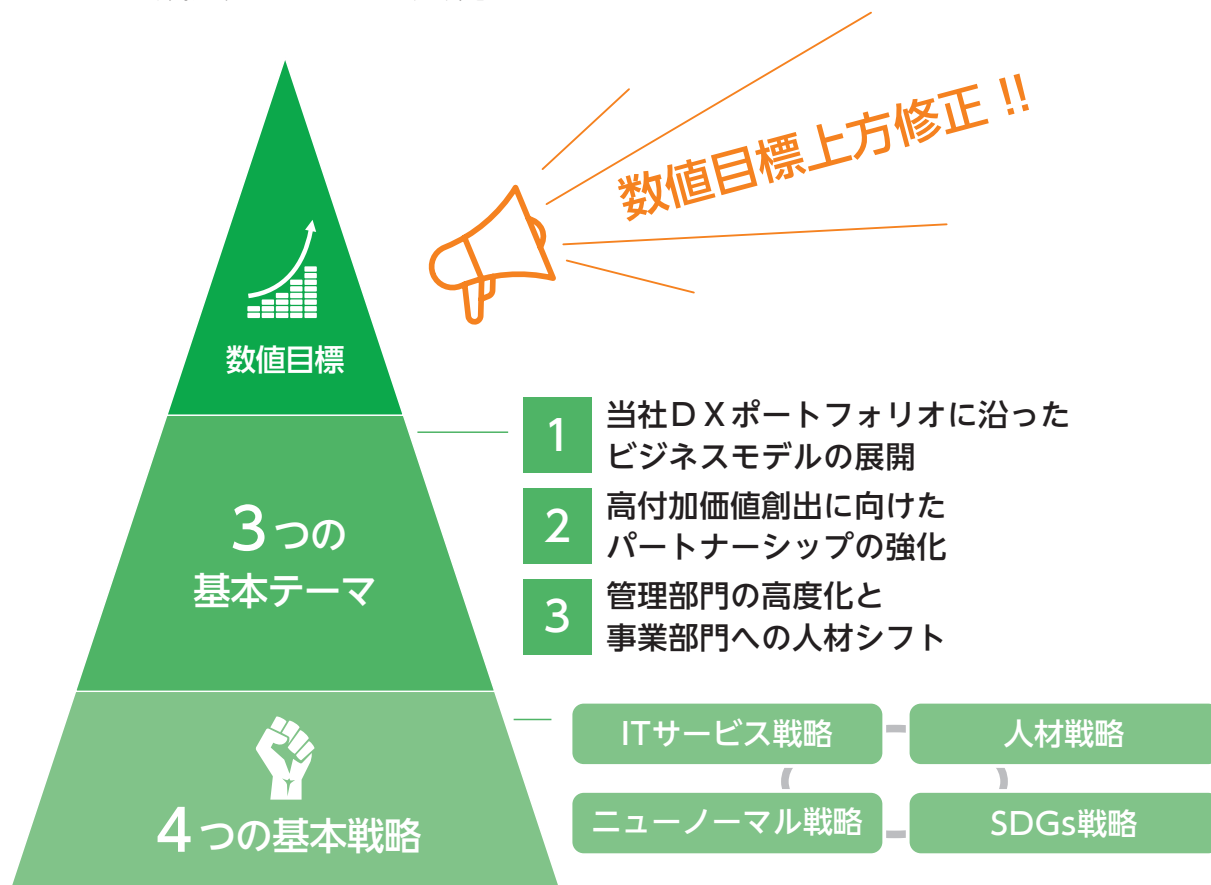 数値目標上方修正!!
数値目標
3つの
基本テーマ
1
当社DXポートフォリオに沿った
ビジネスモデルの展開
2
高付加価値創出に向けた
パートナーシップの強化
3
管理部門の高度化と
事業部門への人材シフト
4つの基本戦略
ITサービス戦略
人材戦略
ニューノーマル戦略
SDGs戦略